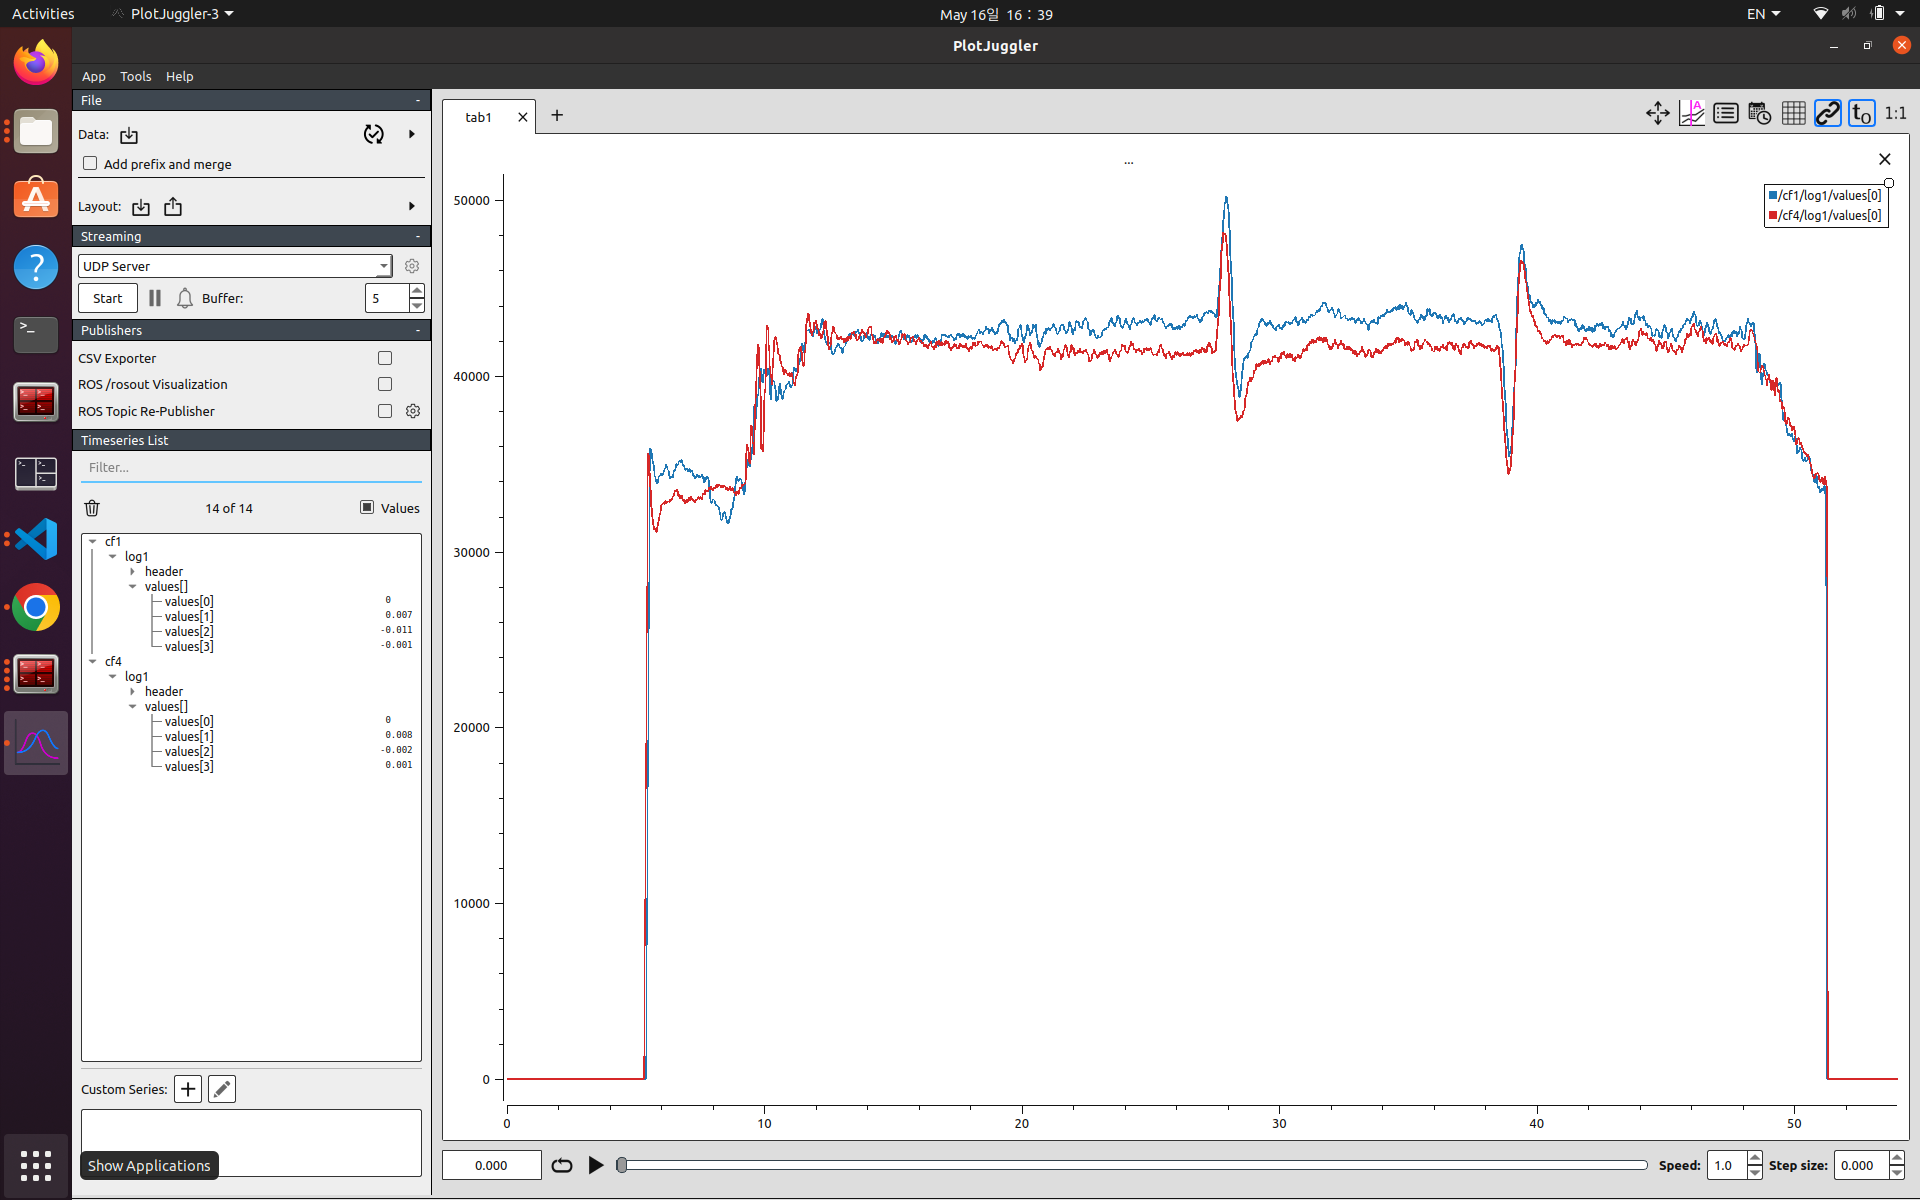 Activities PlotJuggler-3 May 16일 16 : 39 EN
PlotJuggler
App Tools Help
File -
Data:
Add prefix and merge
Layout:
Streaming -
UDP Server
Start Buffer: 5
Publishers -
CSV Exporter
ROS /rosout Visualization
ROS Topic Re-Publisher
Timeseries List
Filter...
14 of 14 Values
cf1
log1
header
values[]
values[0] 0
values[1] 0.007
values[2] -0.011
values[3] -0.001
cf4
log1
header
values[]
values[0] 0
values[1] 0.008
values[2] -0.002
values[3] 0.001
Custom Series:
Show Applications
tab1
A t0 1:1
...
/cf1/log1/values[0]
/cf4/log1/values[0]
50000
40000
30000
20000
10000
0
0 10 20 30 40 50
0.000 Speed: 1.0 Step size: 0.000